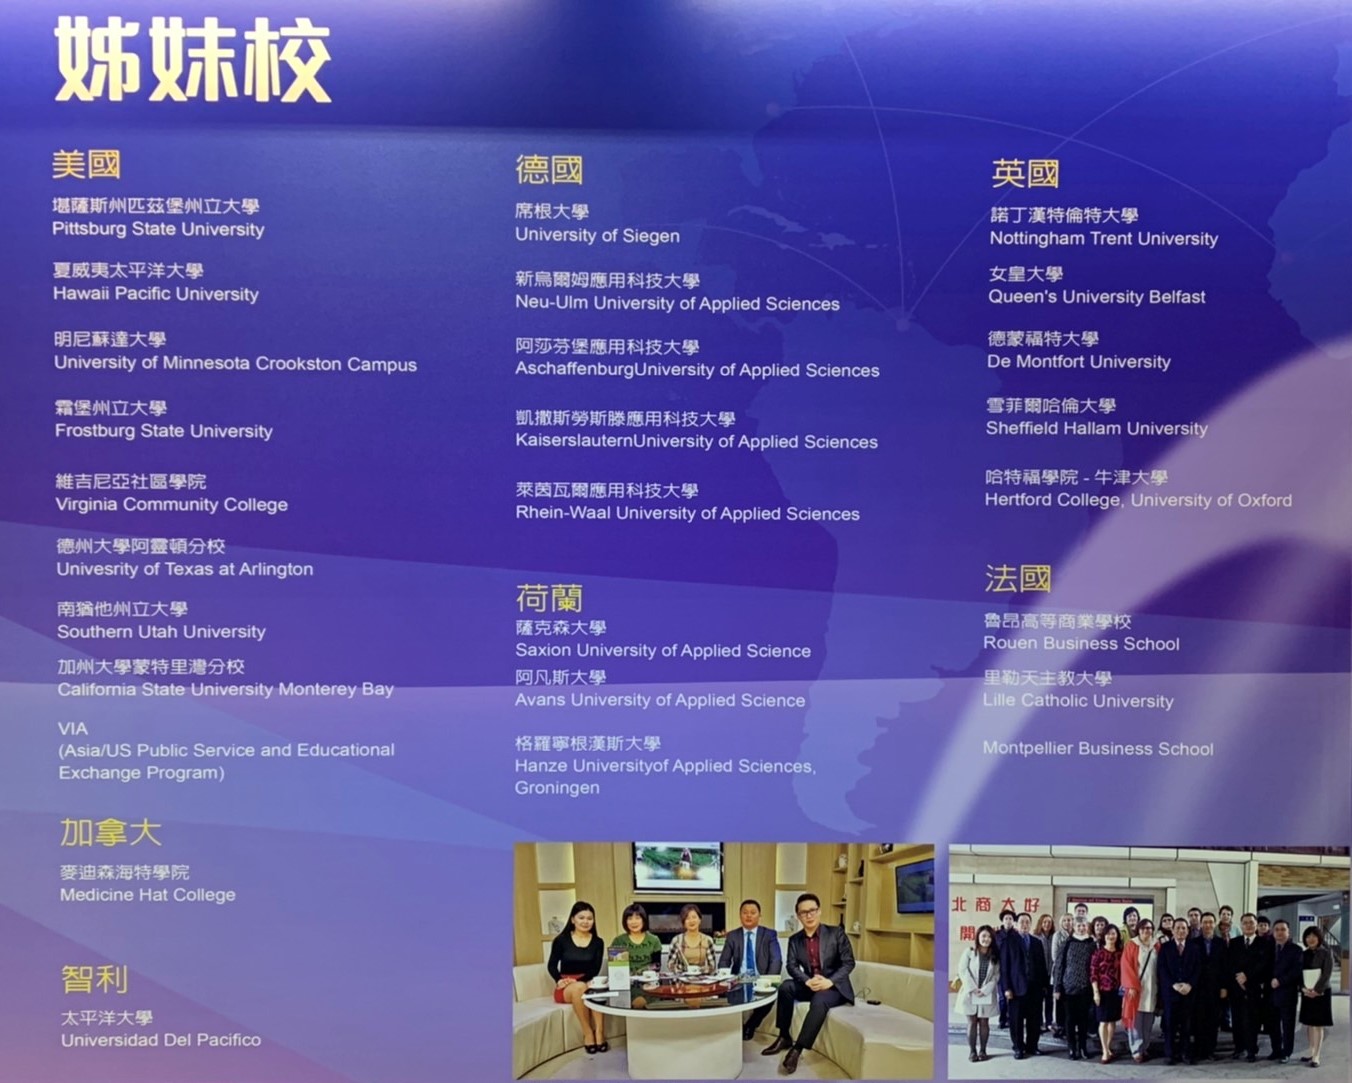 姊妹校
美國
堪薩斯州匹茲堡州立大學
Pittsburg State University
夏威夷太平洋大學
Hawaii Pacific University
明尼蘇達大學
University of Minnesota Crookston Campus
霜堡州立大學
Frostburg State University
維吉尼亞社區學院
Virginia Community College
德州大學阿靈頓分校
Univesrity of Texas at Arlington
南猶他州立大學
Southern Utah University
加州大學蒙特里灣分校
California State University Monterey Bay
VIA
(Asia/US Public Service and Educational
Exchange Program)
加拿大
麥迪森海特學院
Medicine Hat College
智利
太平洋大學
Universidad Del Pacifico
德國
席根大學
University of Siegen
新烏爾姆應用科技大學
Neu-Ulm University of Applied Sciences
阿莎芬堡應用科技大學
AschaffenburgUniversity of Applied Sciences
凱撒斯勞斯滕應用科技大學
KaiserslauternUniversity of Applied Sciences
萊茵瓦爾應用科技大學
Rhein-Waal University of Applied Sciences
荷蘭
薩克森大學
Saxion University of Applied Science
阿凡斯大學
Avans University of Applied Science
格羅寧根漢斯大學
Hanze Universityof Applied Sciences,
Groningen
英國
諾丁漢特倫特大學
Nottingham Trent University
女皇大學
Queen's University Belfast
德蒙福特大學
De Montfort University
雪菲爾哈倫大學
Sheffield Hallam University
哈特福學院 - 牛津大學
Hertford College, University of Oxford
法國
魯昂高等商業學校
Rouen Business School
里勒天主教大學
Lille Catholic University
Montpellier Business School
北商大好
開